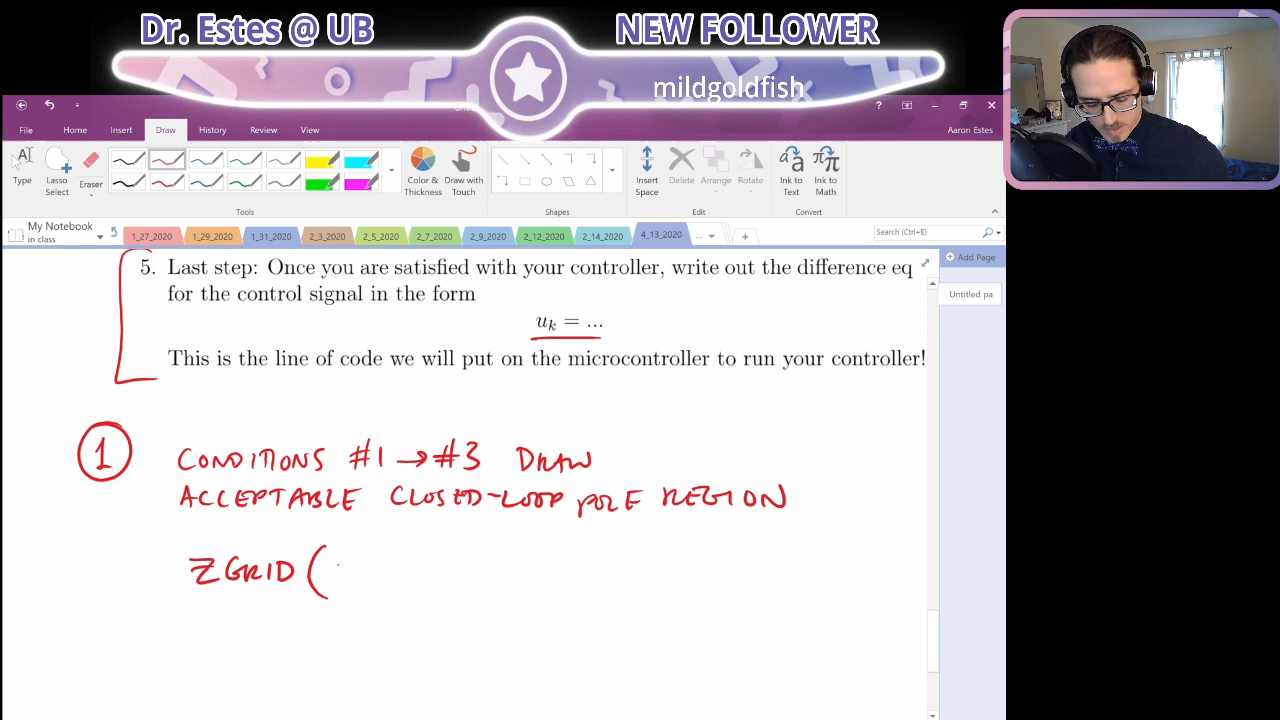 Dr. Estes @ UB
NEW FOLLOWER
mildgoldfish
Aaron Estes
File Home Insert Draw History Review View
Type
Lasso Select
Eraser
Color & Thickness
Draw with Touch
Insert Space
Delete
Arrange
Rotate
Ink to Text
Ink to Math
Tools
Shapes
Edit
Convert
My Notebook
in class
1_27_2020 1_29_2020 1_31_2020 2_3_2020 2_5_2020 2_7_2020 2_9_2020 2_12_2020 2_14_2020 4_13_2020 ...
Search (Ctrl+E)
Add Page
Untitled pa
5. Last step: Once you are satisfied with your controller, write out the difference eq
for the control signal in the form
u_k = ...
This is the line of code we will put on the microcontroller to run your controller!
1 CONDITIONS #1 → #3 DRAW
ACCEPTABLE CLOSED-LOOP POLE REGION
ZGRID (